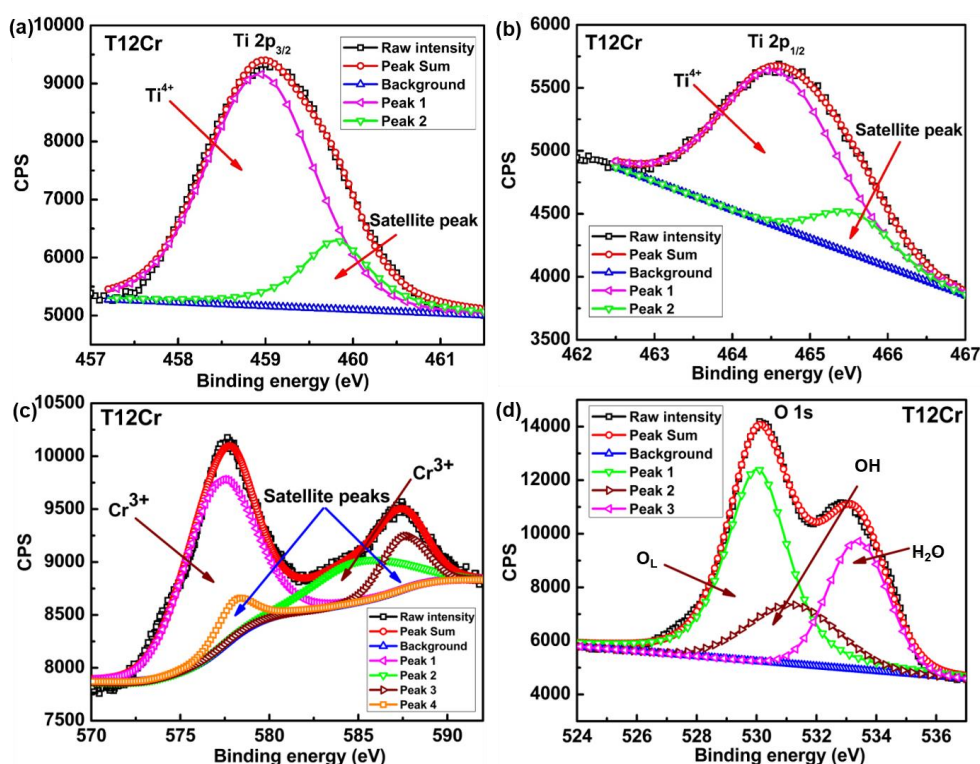 (a)
T12Cr
Ti 2p3/2
Raw intensity
Peak Sum
Background
Peak 1
Peak 2
Ti4+
Satellite peak
CPS
10000
9000
8000
7000
6000
5000
457 458 459 460 461
Binding energy (eV)
(b)
T12Cr
Ti 2p1/2
Ti4+
Satellite peak
Raw intensity
Peak Sum
Background
Peak 1
Peak 2
CPS
6000
5500
5000
4500
4000
3500
462 463 464 465 466 467
Binding energy (eV)
(c)
T12Cr
Cr3+
Satellite peaks
Cr3+
Raw intensity
Peak Sum
Background
Peak 1
Peak 2
Peak 3
Peak 4
CPS
10500
10000
9500
9000
8500
8000
7500
570 575 580 585 590
Binding energy (eV)
(d)
T12Cr
O 1s
Raw intensity
Peak Sum
Background
Peak 1
Peak 2
Peak 3
OH
OL
H2O
CPS
14000
12000
10000
8000
6000
4000
524 526 528 530 532 534 536
Binding energy (eV)